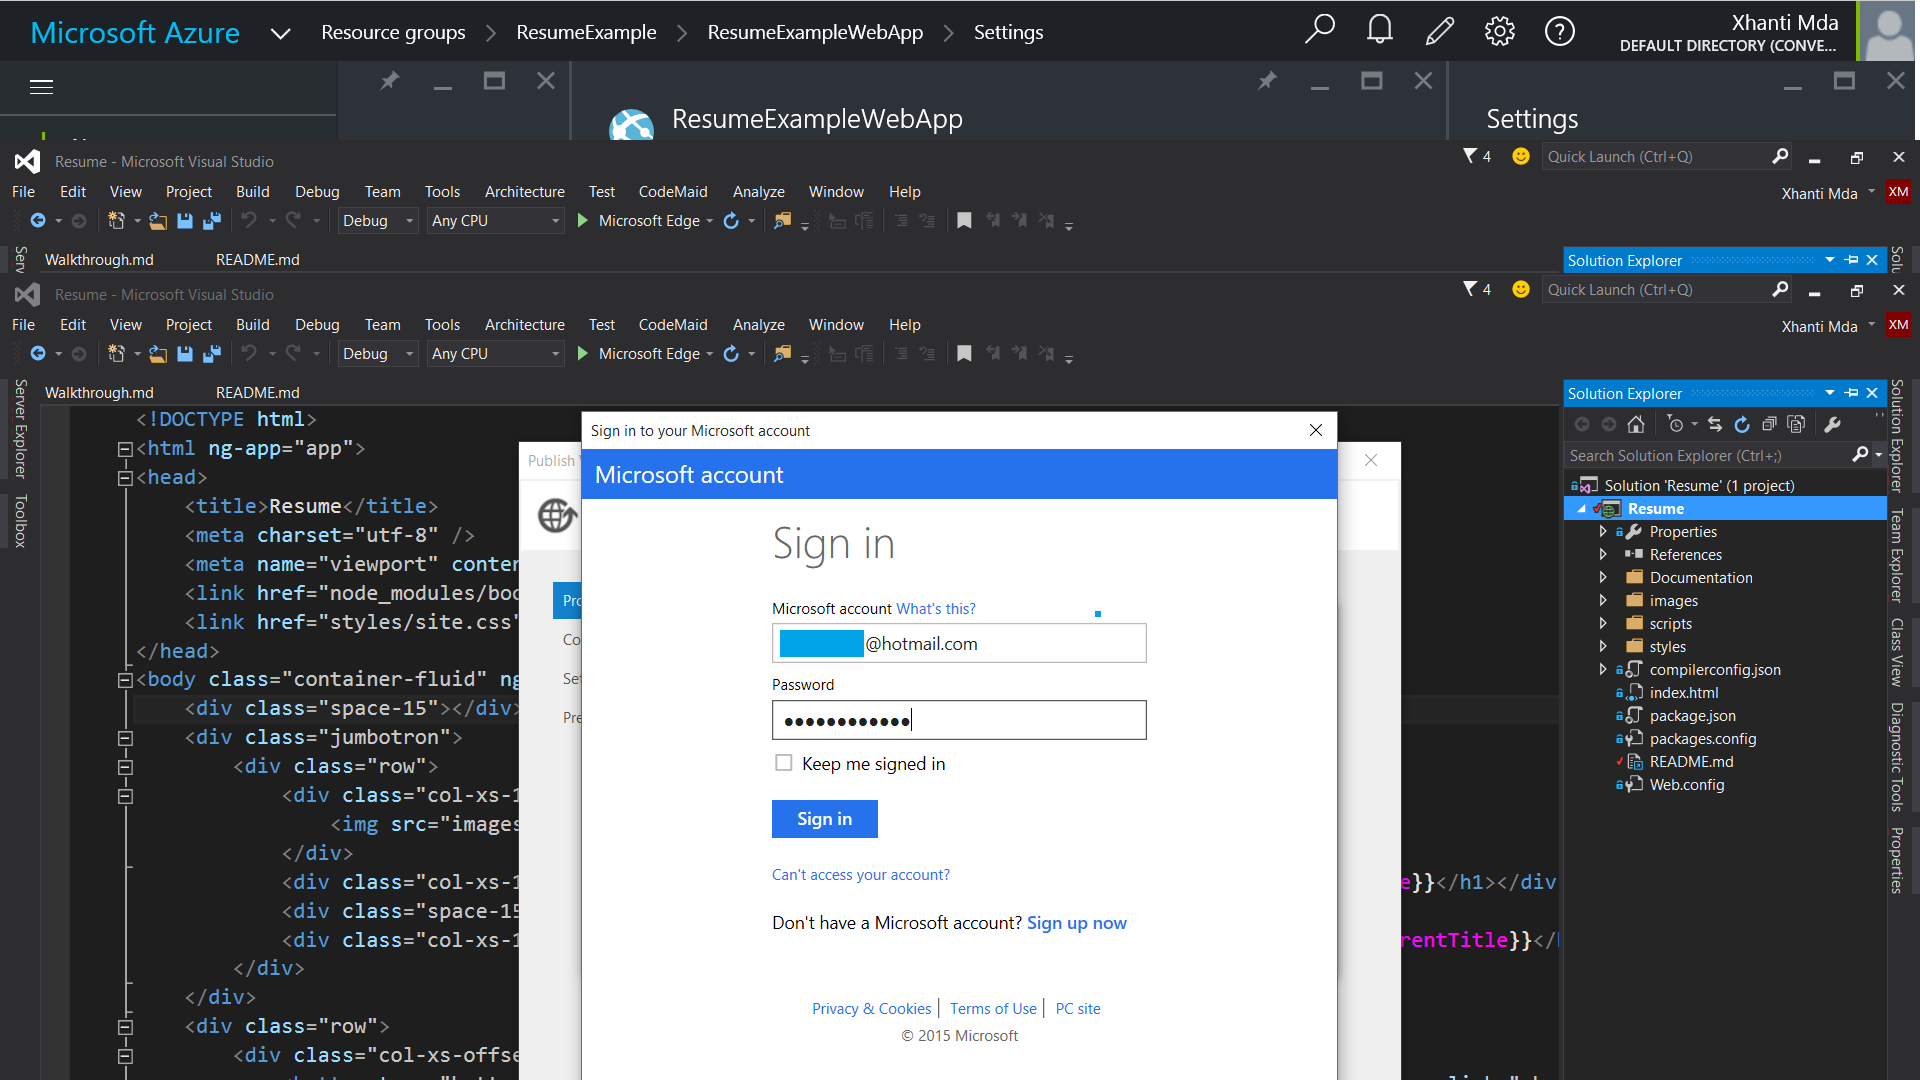 Microsoft Azure Resource groups ResumeExample ResumeExampleWebApp Settings
Xhanti Mda
DEFAULT DIRECTORY (CONVE...
ResumeExampleWebApp
Settings
Resume - Microsoft Visual Studio
4
Quick Launch (Ctrl+Q)
File Edit View Project Build Debug Team Tools Architecture Test CodeMaid Analyze Window Help
Xhanti Mda XM
Debug Any CPU Microsoft Edge
Serv
Walkthrough.md README.md
Solution Explorer
Solu
Resume - Microsoft Visual Studio
4
Quick Launch (Ctrl+Q)
File Edit View Project Build Debug Team Tools Architecture Test CodeMaid Analyze Window Help
Xhanti Mda XM
Debug Any CPU Microsoft Edge
Walkthrough.md README.md
Server Explorer
Toolbox
<!DOCTYPE html>
<html ng-app="app">
<head>
<title>Resume</title>
<meta charset="utf-8" />
<meta name="viewport" conten
<link href="node_modules/boo
<link href="styles/site.css"
</head>
<body class="container-fluid" ng
<div class="space-15"></div>
<div class="jumbotron">
<div class="row">
<div class="col-xs-1
<img src="images
</div>
<div class="col-xs-1
<div class="space-15
<div class="col-xs-1
</div>
</div>
<div class="row">
<div class="col-xs-offse
e}}</h1></div
rentTitle}}</
Publish
Pro
Co
Set
Pre
Sign in to your Microsoft account
Microsoft account
Sign in
Microsoft account What's this?
@hotmail.com
Password
●●●●●●●●●●●●
Keep me signed in
Sign in
Can't access your account?
Don't have a Microsoft account? Sign up now
Privacy & Cookies Terms of Use PC site
© 2015 Microsoft
Solution Explorer
Search Solution Explorer (Ctrl+;)
Solution 'Resume' (1 project)
Resume
Properties
References
Documentation
images
scripts
styles
compilerconfig.json
index.html
package.json
packages.config
README.md
Web.config
Solution Explorer
Team Explorer
Class View
Diagnostic Tools
Properties